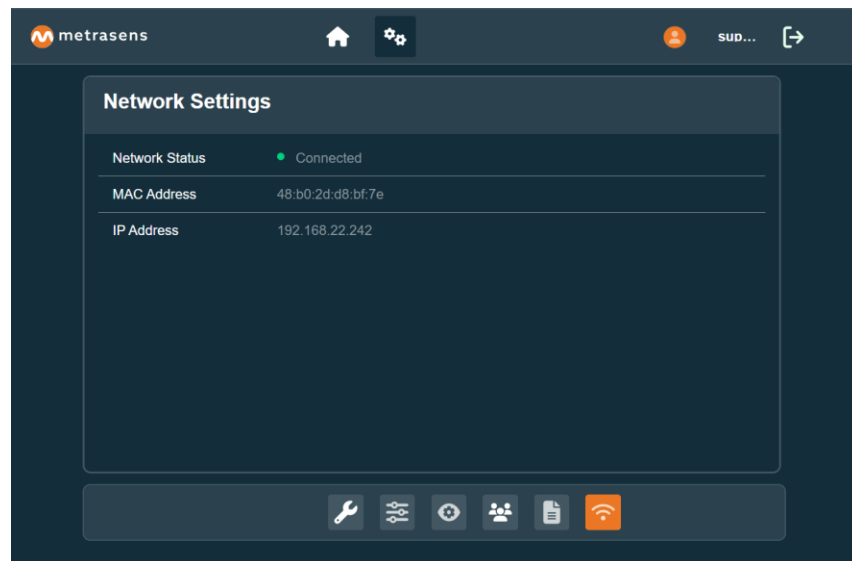 metrasens
sup...
Network Settings
Network Status Connected
MAC Address 48:b0:2d:d8:bf:7e
IP Address 192.168.22.242